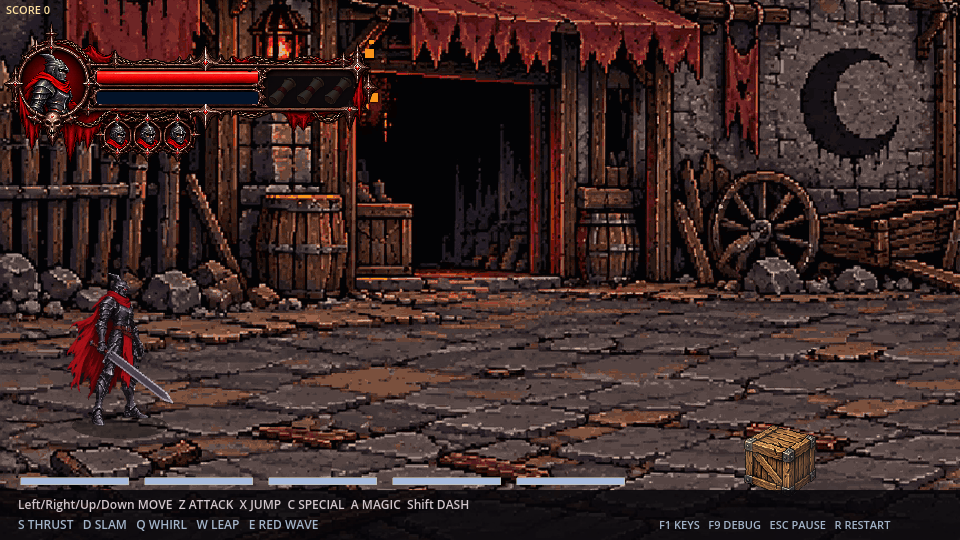 SCORE 0
Left/Right/Up/Down MOVE  Z ATTACK  X JUMP  C SPECIAL  A MAGIC  Shift DASH
S THRUST  D SLAM  Q WHIRL  W LEAP  E RED WAVE
F1 KEYS  F9 DEBUG  ESC PAUSE  R RESTART